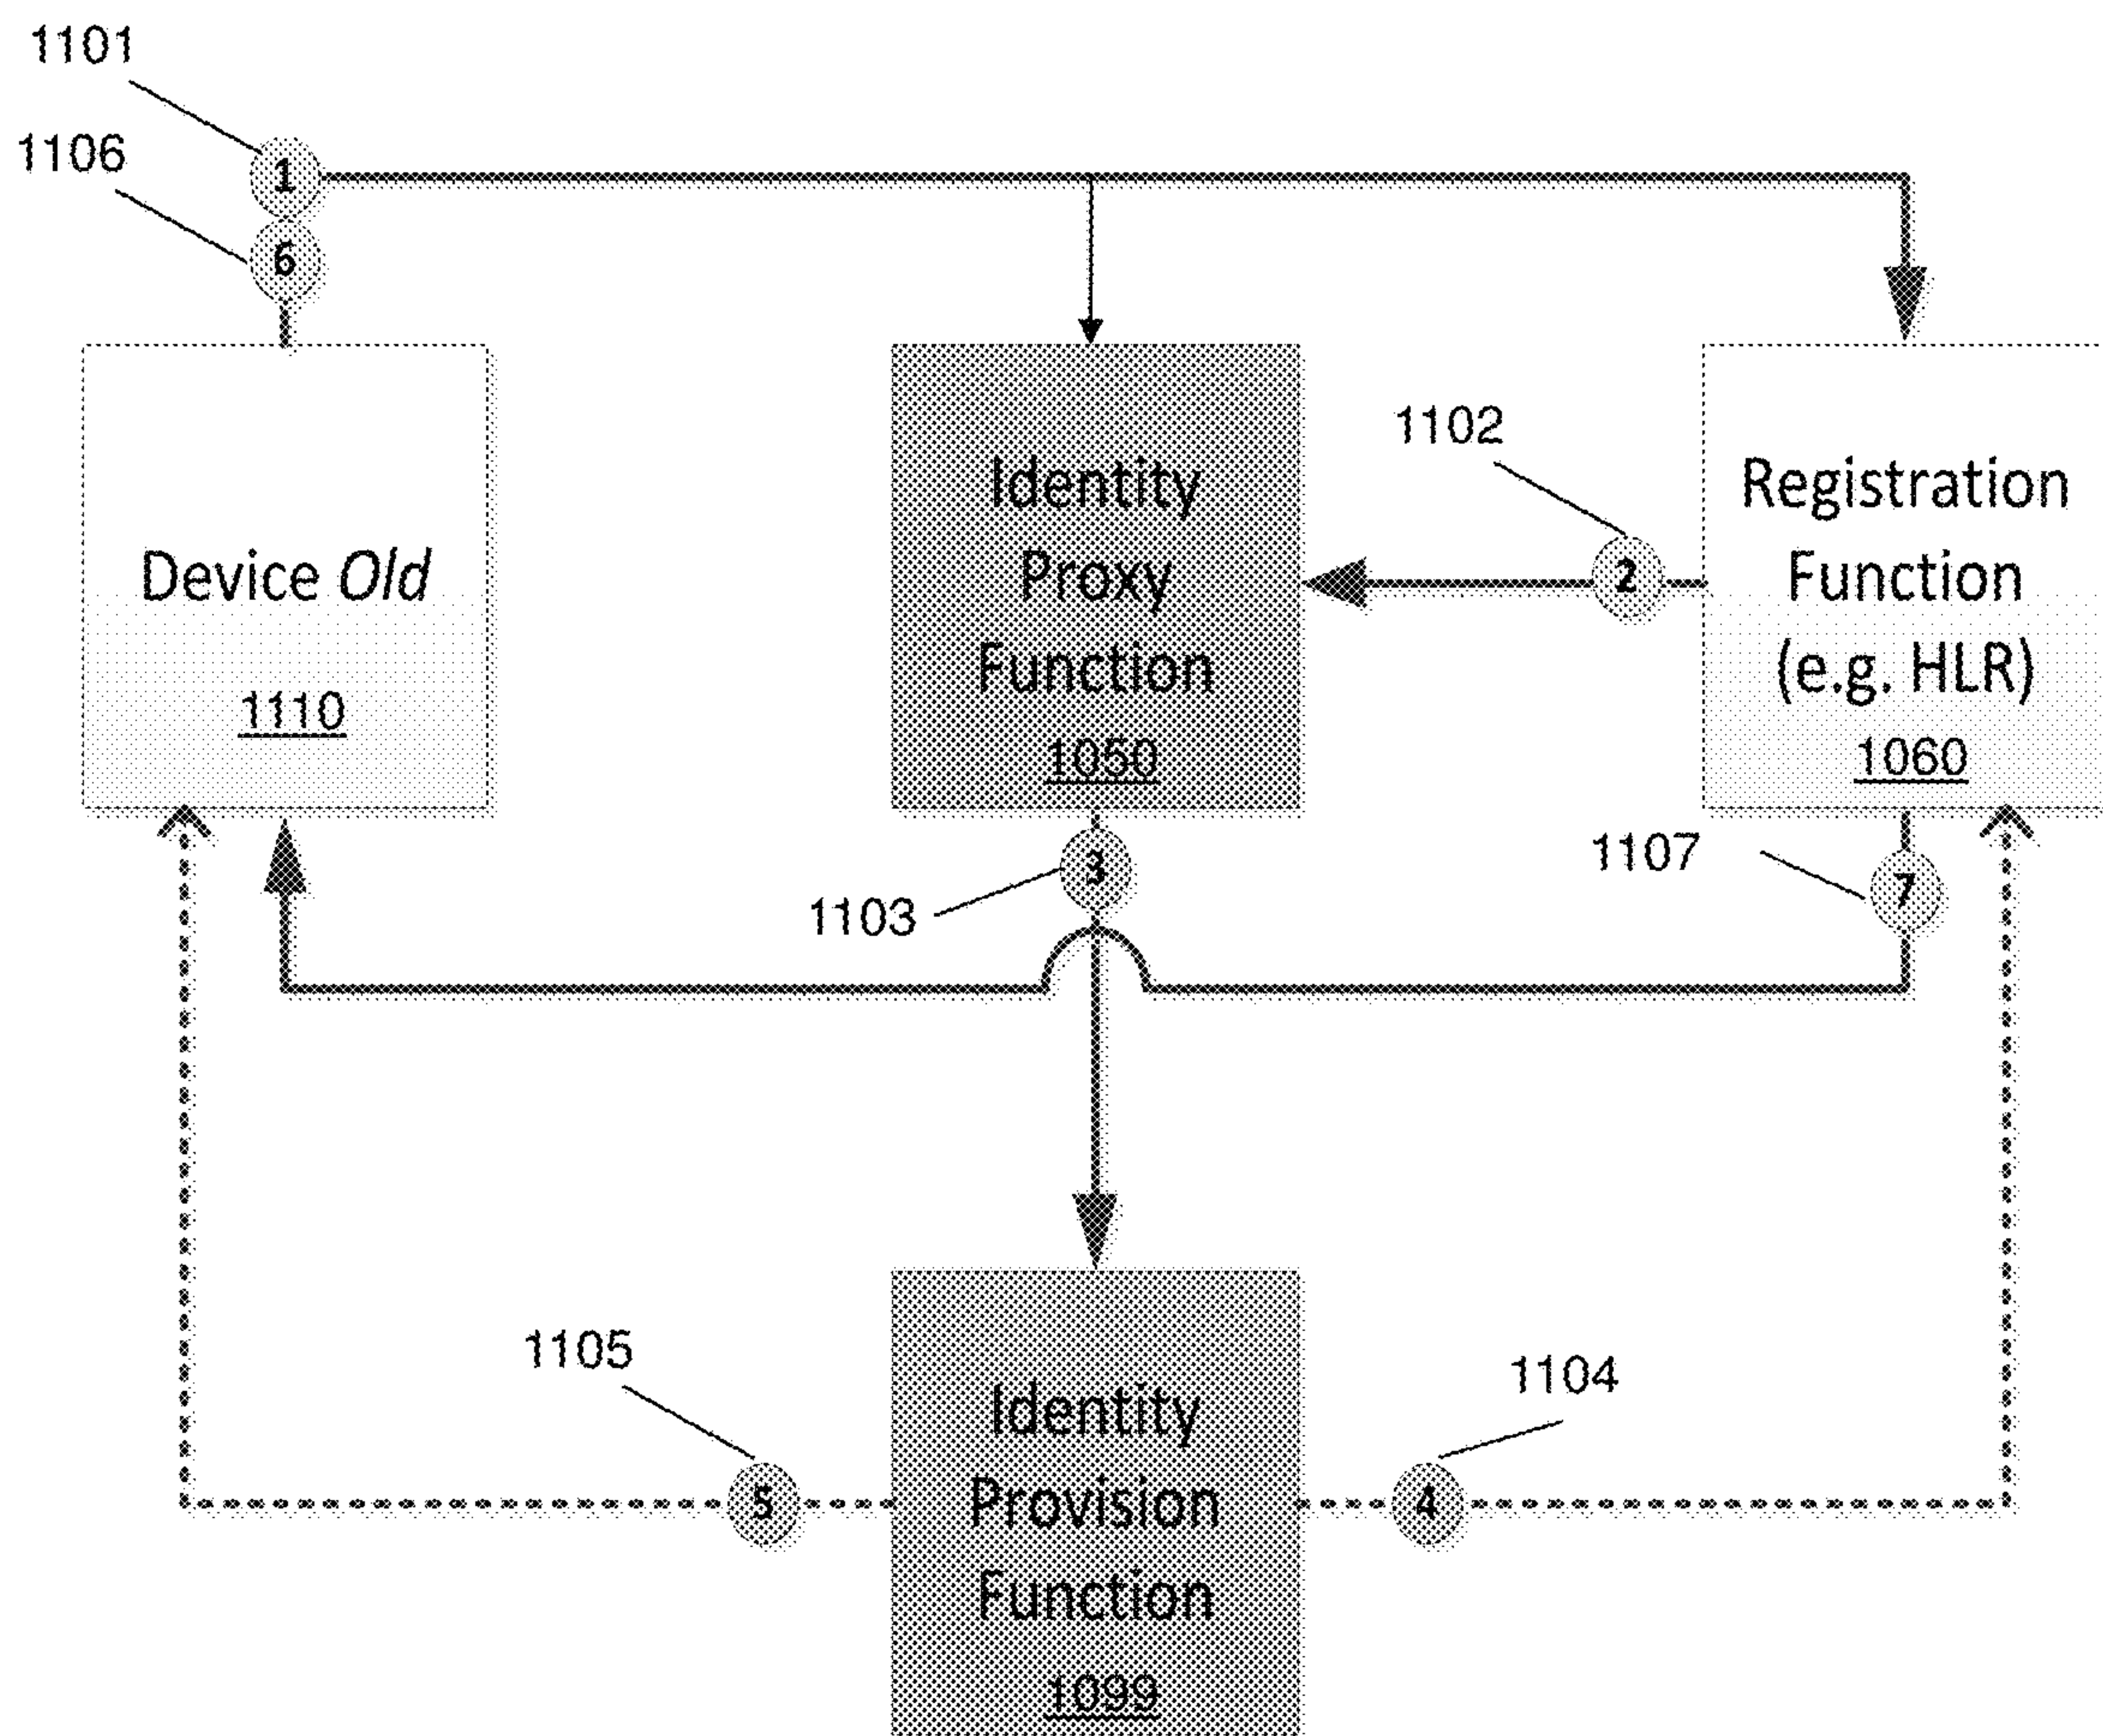 1101
1
1106
6
1102
2
Device Old
1110
Identity
Proxy
Function
1050
Registration
Function
(e.g. HLR)
1060
3
1103
1107
7
1105
5
1104
4
Identity
Provision
Function
1099